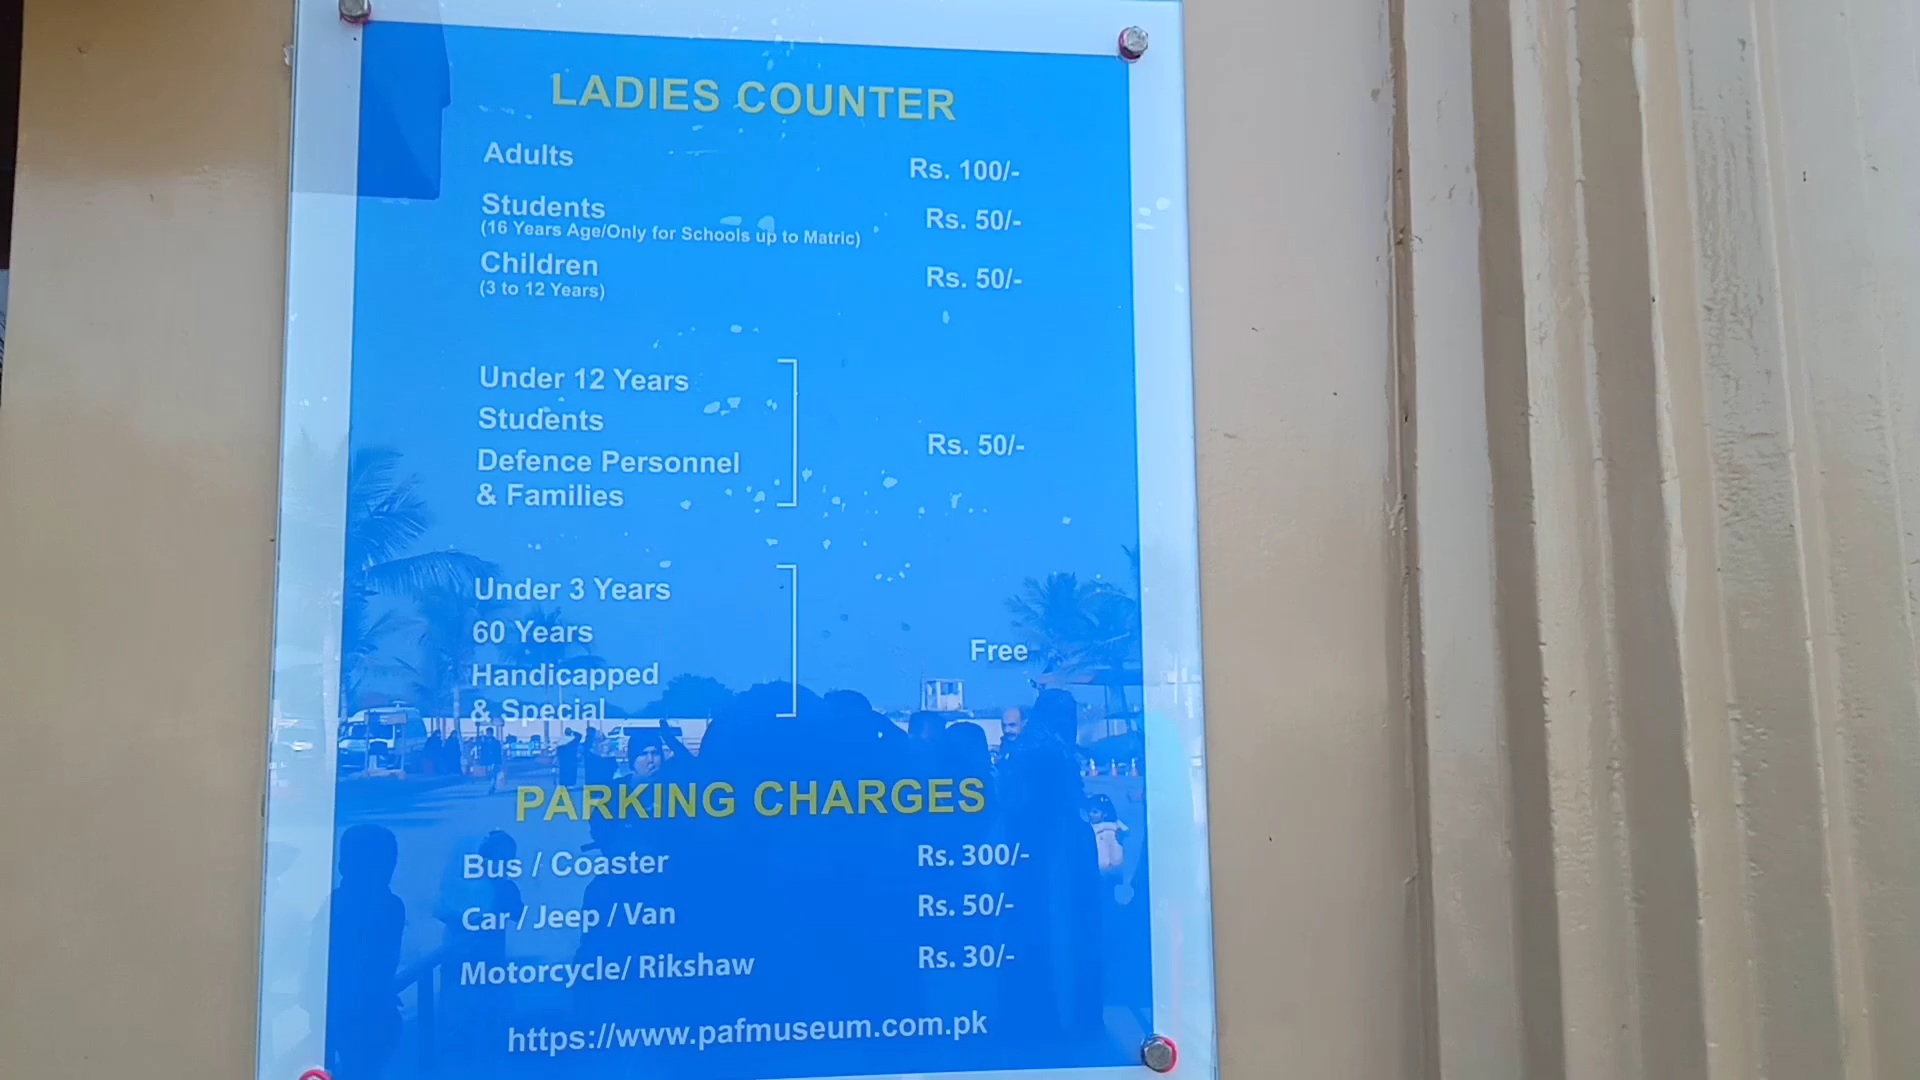 LADIES COUNTER
Adults Rs. 100/-
Students Rs. 50/-
(16 Years Age/Only for Schools up to Matric)
Children Rs. 50/-
(3 to 12 Years)
Under 12 Years
Students
Defence Personnel Rs. 50/-
& Families
Under 3 Years
60 Years
Handicapped Free
& Special
PARKING CHARGES
Bus / Coaster Rs. 300/-
Car / Jeep / Van Rs. 50/-
Motorcycle/ Rikshaw Rs. 30/-
https://www.pafmuseum.com.pk